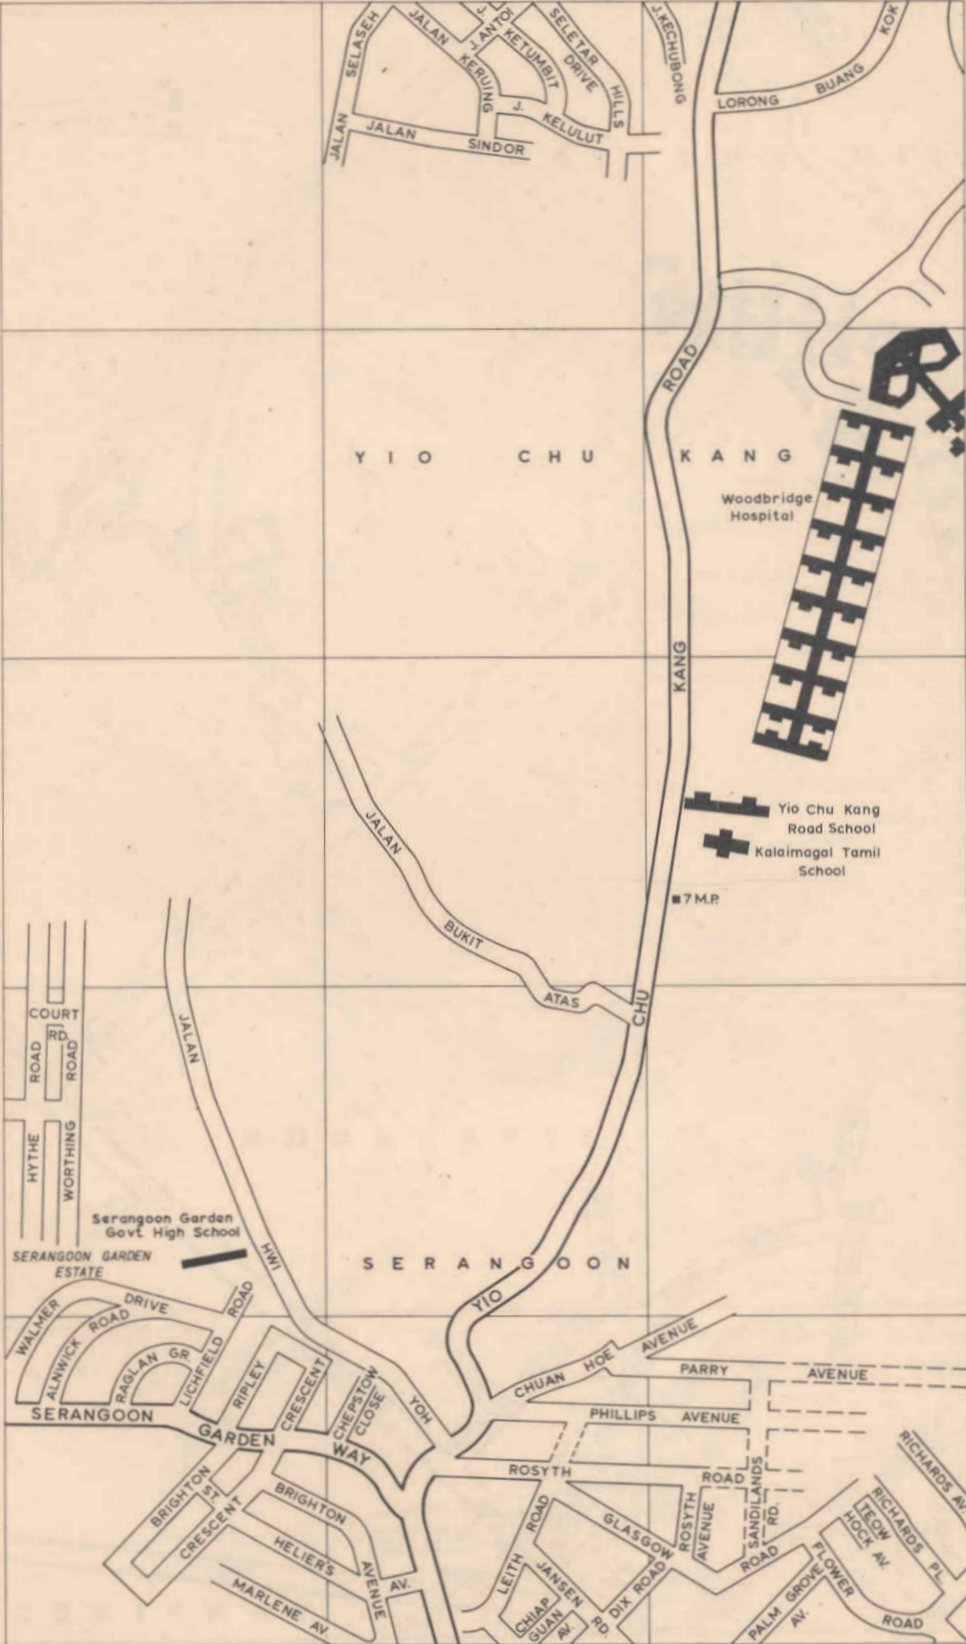 JALAN SELASEH
JALAN KERUING
J.
J. ANTOI
KETUMBIT
SELETAR HILLS DRIVE
J. KECHUBONG
LORONG BUANG KOK
J. KELULUT
JALAN SINDOR
YIO CHU KANG ROAD
YIO CHU KANG
Woodbridge
Hospital
Yio Chu Kang
Road School
Kalaimagal Tamil
School
7 M.P.
JALAN BUKIT ATAS
JALAN HWI YOH
COURT
RD
HYTHE ROAD
WORTHING ROAD
Serangoon Garden
Govt. High School
SERANGOON GARDEN
ESTATE
SERANGOON
WALMER DRIVE
ALNWICK ROAD
RAGLAN GR.
LICHFIELD ROAD
RIPLEY CRESCENT
CHEPSTOW
CLOSE
SERANGOON GARDEN WAY
CHUAN HOE AVENUE
PARRY AVENUE
PHILLIPS AVENUE
ROSYTH ROAD
ROSYTH
AVENUE
SANDILANDS
RD.
RICHARDS AV.
RICHARDS PL.
TEOW
HOCK AV.
BRIGHTON
ST.
CRESCENT
BRIGHTON AVENUE
HELIER'S AV.
MARLENE AV.
LEITH ROAD
GLASGOW ROAD
JANSEN RD.
DIX ROAD
CHIAP
GUAN
AV.
PALM GROVE
AV.
FLOWER ROAD